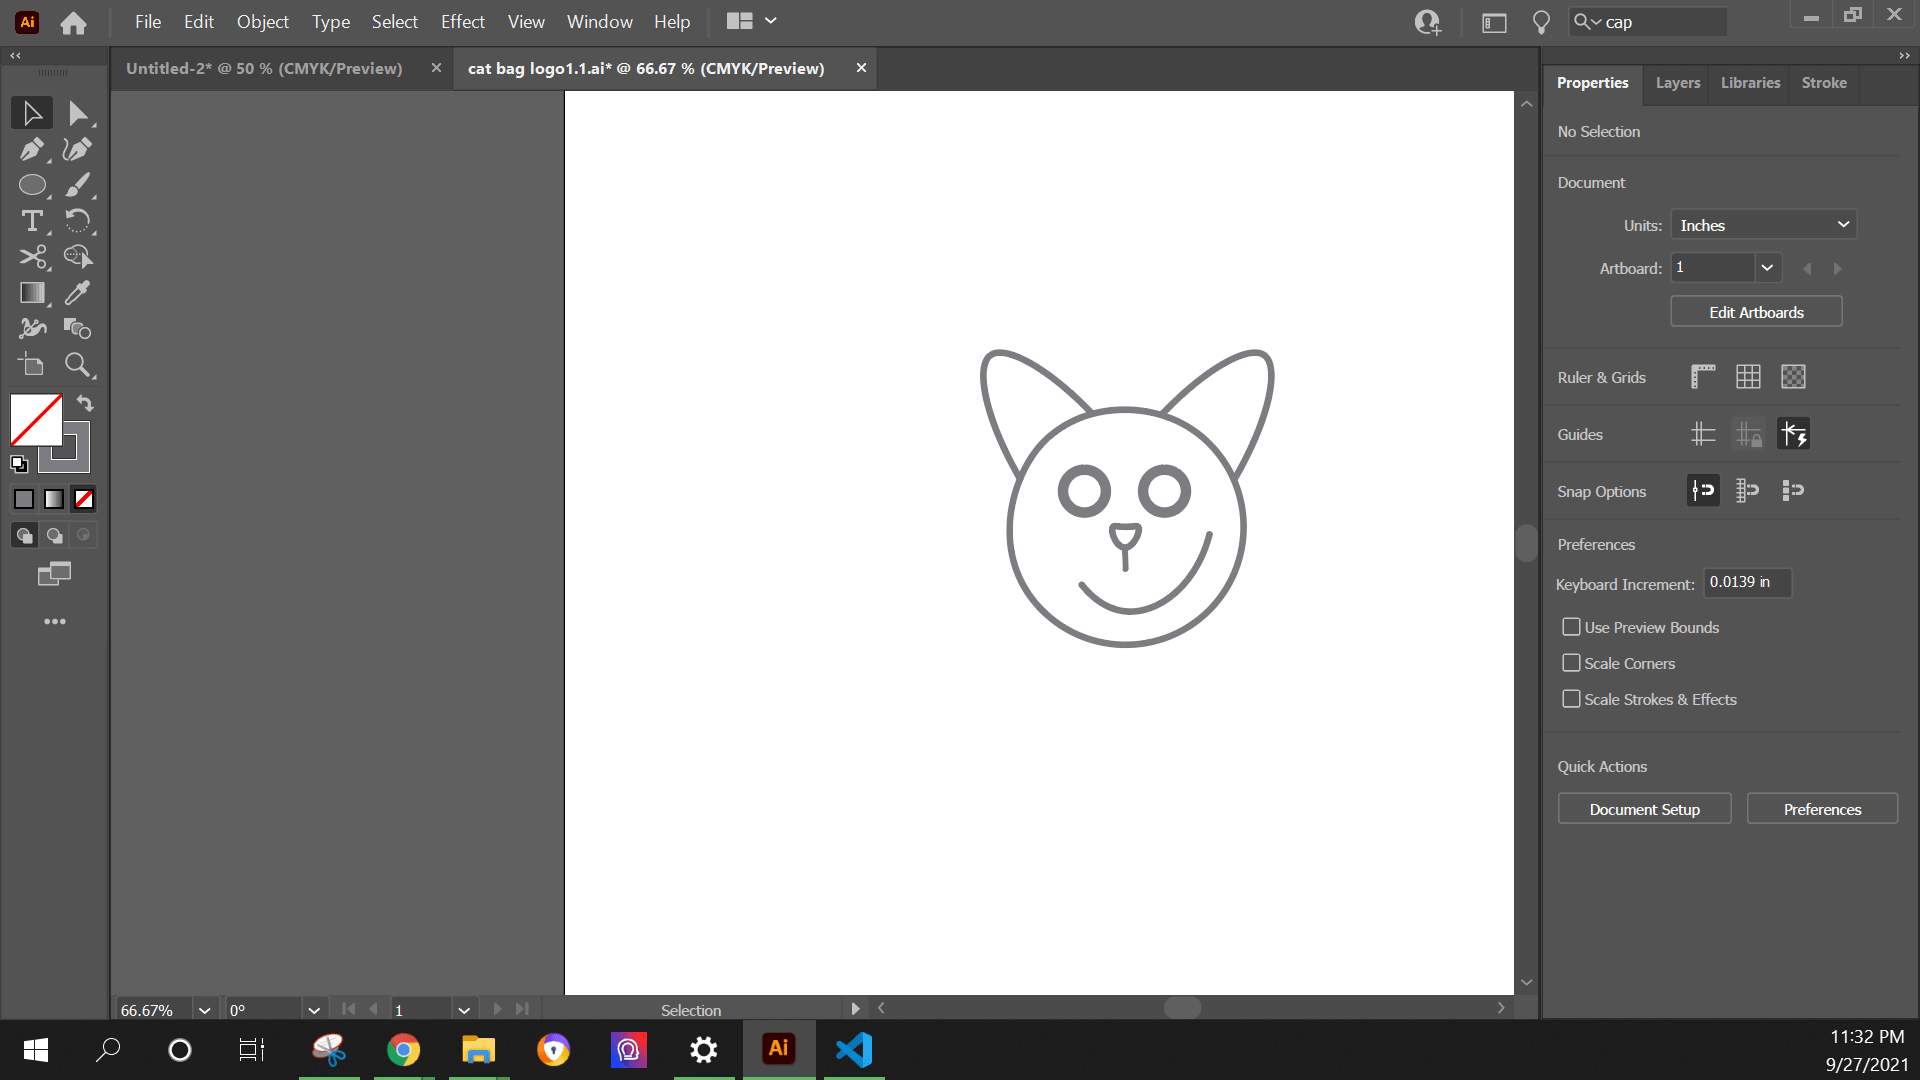 Ai File Edit Object Type Select Effect View Window Help cap
Untitled-2* @ 50 % (CMYK/Preview) cat bag logo1.1.ai* @ 66.67 % (CMYK/Preview)
Properties Layers Libraries Stroke
No Selection
Document
Units: Inches
Artboard: 1
Edit Artboards
Ruler & Grids
Guides
Snap Options
Preferences
Keyboard Increment: 0.0139 in
Use Preview Bounds
Scale Corners
Scale Strokes & Effects
Quick Actions
Document Setup Preferences
66.67% 0° 1 Selection
Ai
11:32 PM
9/27/2021